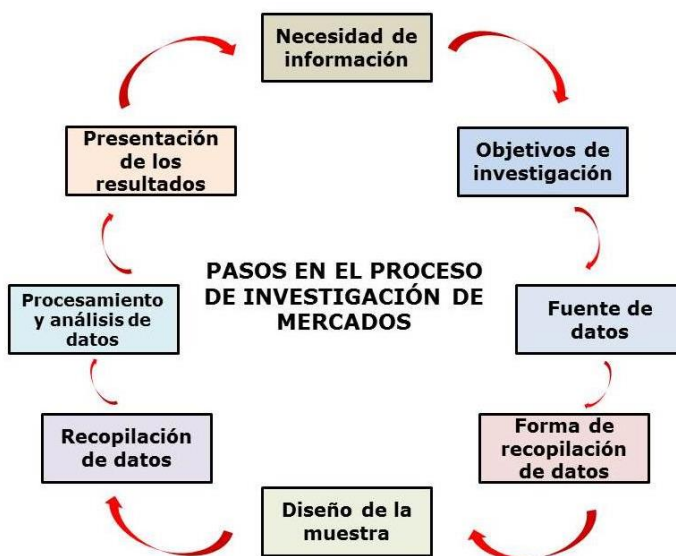 Necesidad de
información
Objetivos de
investigación
Fuente de
datos
Forma de
recopilación
de datos
Diseño de la
muestra
Recopilación
de datos
Procesamiento
y análisis de
datos
Presentación
de los
resultados
PASOS EN EL PROCESO
DE INVESTIGACIÓN DE
MERCADOS